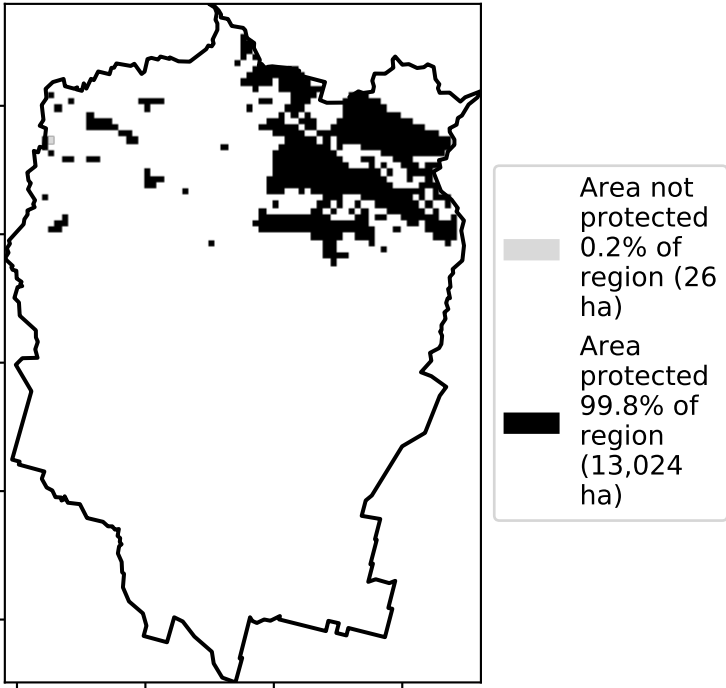 Area not
protected
0.2% of
region (26
ha)
Area
protected
99.8% of
region
(13,024
ha)